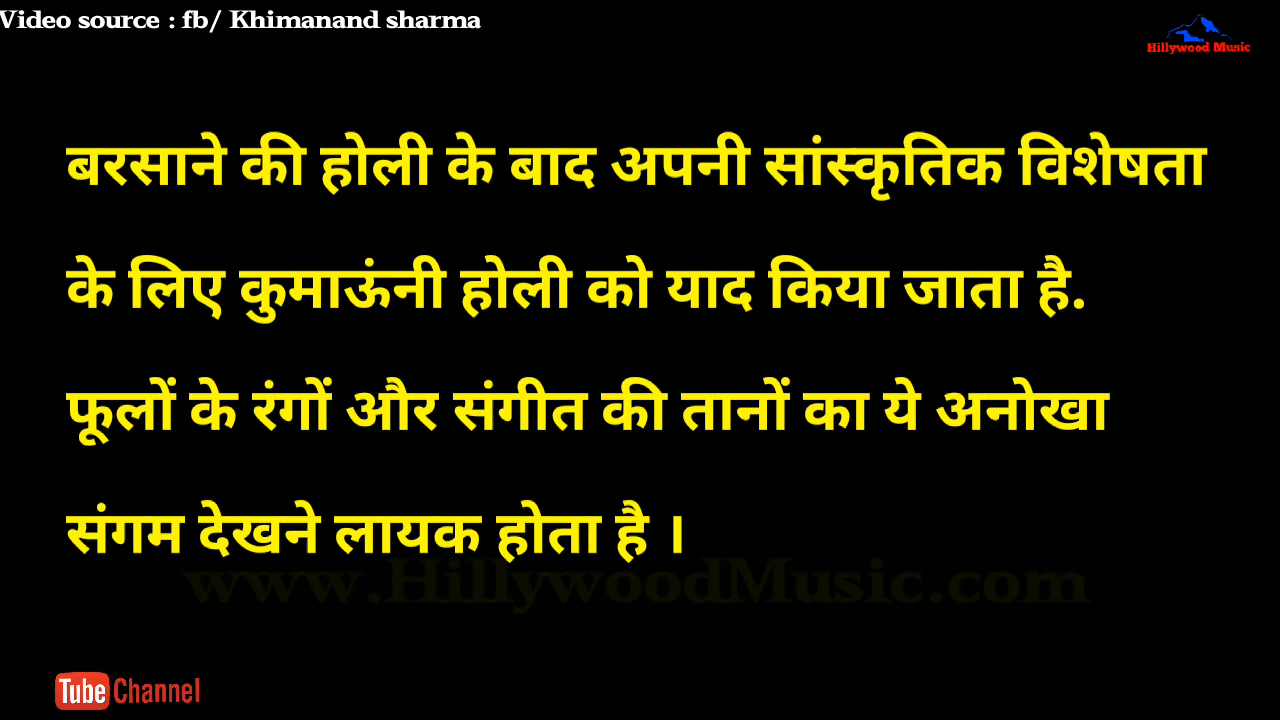 Video source : fb/ Khimanand sharma
Hillywood Music
बरसाने की होली के बाद अपनी सांस्कृतिक विशेषता
के लिए कुमाऊंनी होली को याद किया जाता है.
फूलों के रंगों और संगीत की तानों का ये अनोखा
संगम देखने लायक होता है ।
www.HillywoodMusic.com
Tube Channel